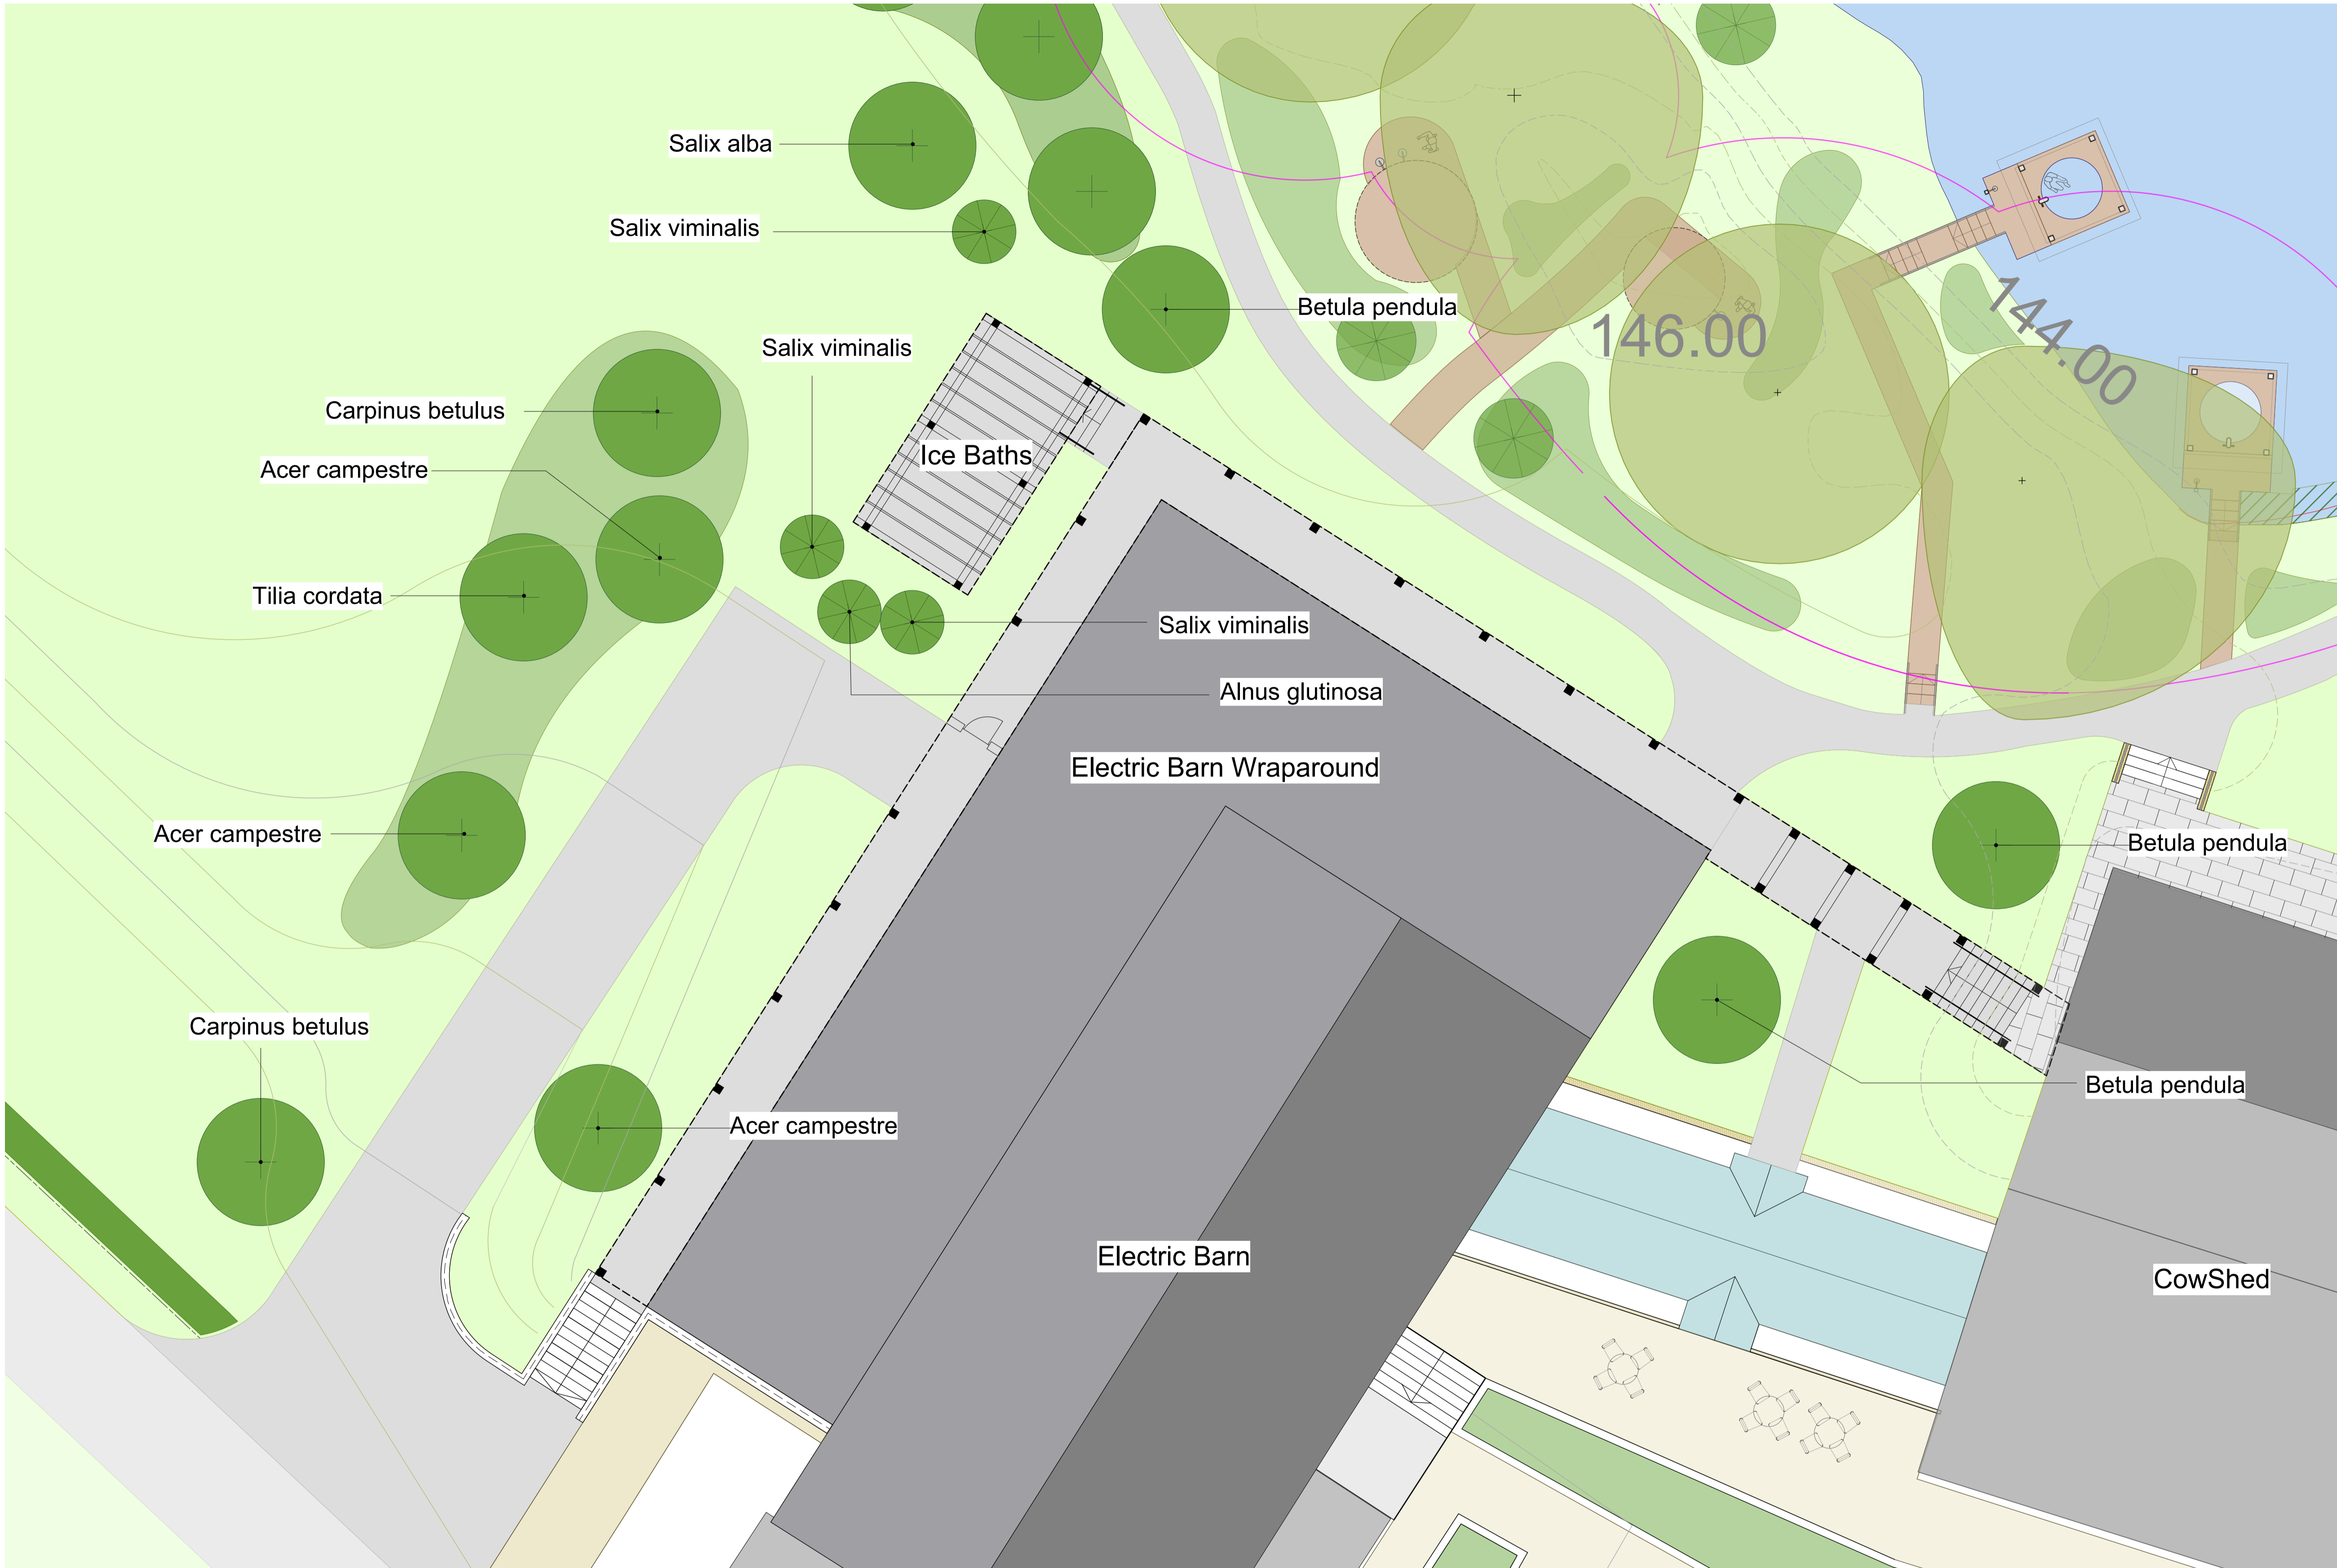 Salix alba
Salix viminalis
Betula pendula
146.00
144.00
Salix viminalis
Carpinus betulus
Ice Baths
Acer campestre
Tilia cordata
Salix viminalis
Alnus glutinosa
Electric Barn Wraparound
Acer campestre
Betula pendula
Carpinus betulus
Betula pendula
Acer campestre
Electric Barn
CowShed